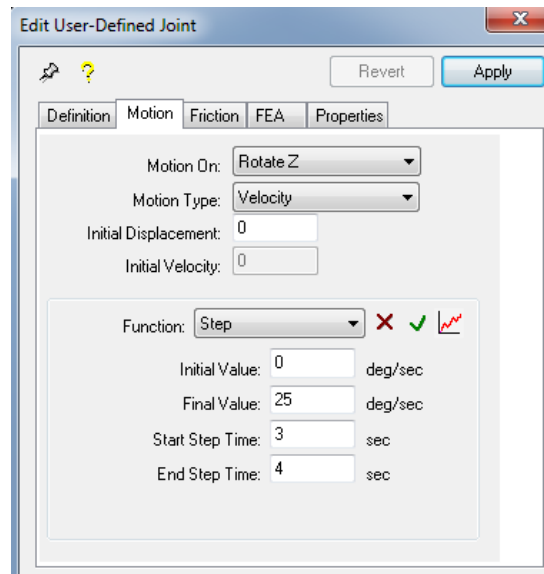 Edit User-Defined Joint
x
? Revert Apply
Definition Motion Friction FEA Properties
Motion On: Rotate Z
Motion Type: Velocity
Initial Displacement: 0
Initial Velocity: 0
Function: Step
Initial Value: 0 deg/sec
Final Value: 25 deg/sec
Start Step Time: 3 sec
End Step Time: 4 sec